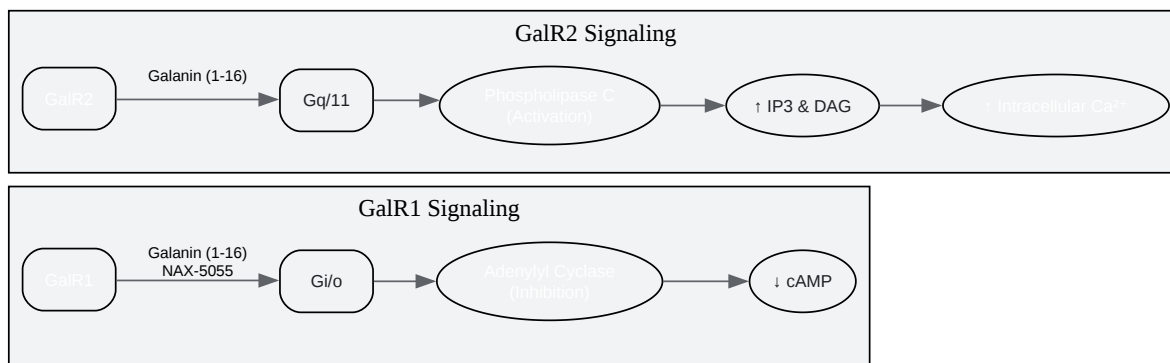 GalR2 Signaling
GalR2
Galanin (1-16)
Gq/11
Phospholipase C
(Activation)
↑ IP3 & DAG
↑ Intracellular Ca²⁺
GalR1 Signaling
GalR1
Galanin (1-16)
NAX-5055
Gi/o
Adenylyl Cyclase
(Inhibition)
↓ cAMP